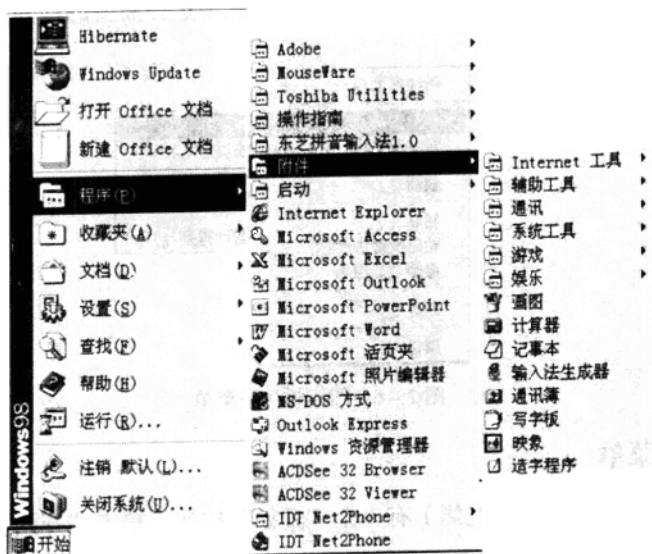 Hibernate
Windows Update
打开 Office 文档
新建 Office 文档
程序(P)
收藏夹(A)
文档(D)
设置(S)
查找(F)
帮助(H)
运行(R)...
注销 默认(L)...
关闭系统(U)...
Windows98
开始
Adobe
MouseWare
Toshiba Utilities
操作指南
东芝拼音输入法1.0
附件
启动
Internet Explorer
Microsoft Access
Microsoft Excel
Microsoft Outlook
Microsoft PowerPoint
Microsoft Word
Microsoft 活页夹
Microsoft 照片编辑器
MS-DOS 方式
Outlook Express
Windows 资源管理器
ACDSee 32 Browser
ACDSee 32 Viewer
IDT Net2Phone
IDT Net2Phone
Internet 工具
辅助工具
通讯
系统工具
游戏
娱乐
画图
计算器
记事本
输入法生成器
通讯簿
写字板
映象
造字程序